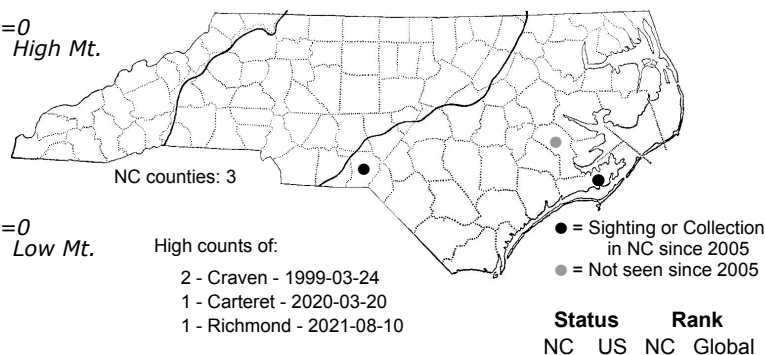 =0
High Mt.
NC counties: 3
=0
Low Mt.
High counts of:
2 - Craven - 1999-03-24
1 - Carteret - 2020-03-20
1 - Richmond - 2021-08-10
● = Sighting or Collection
in NC since 2005
● = Not seen since 2005
Status Rank
NC US NC Global